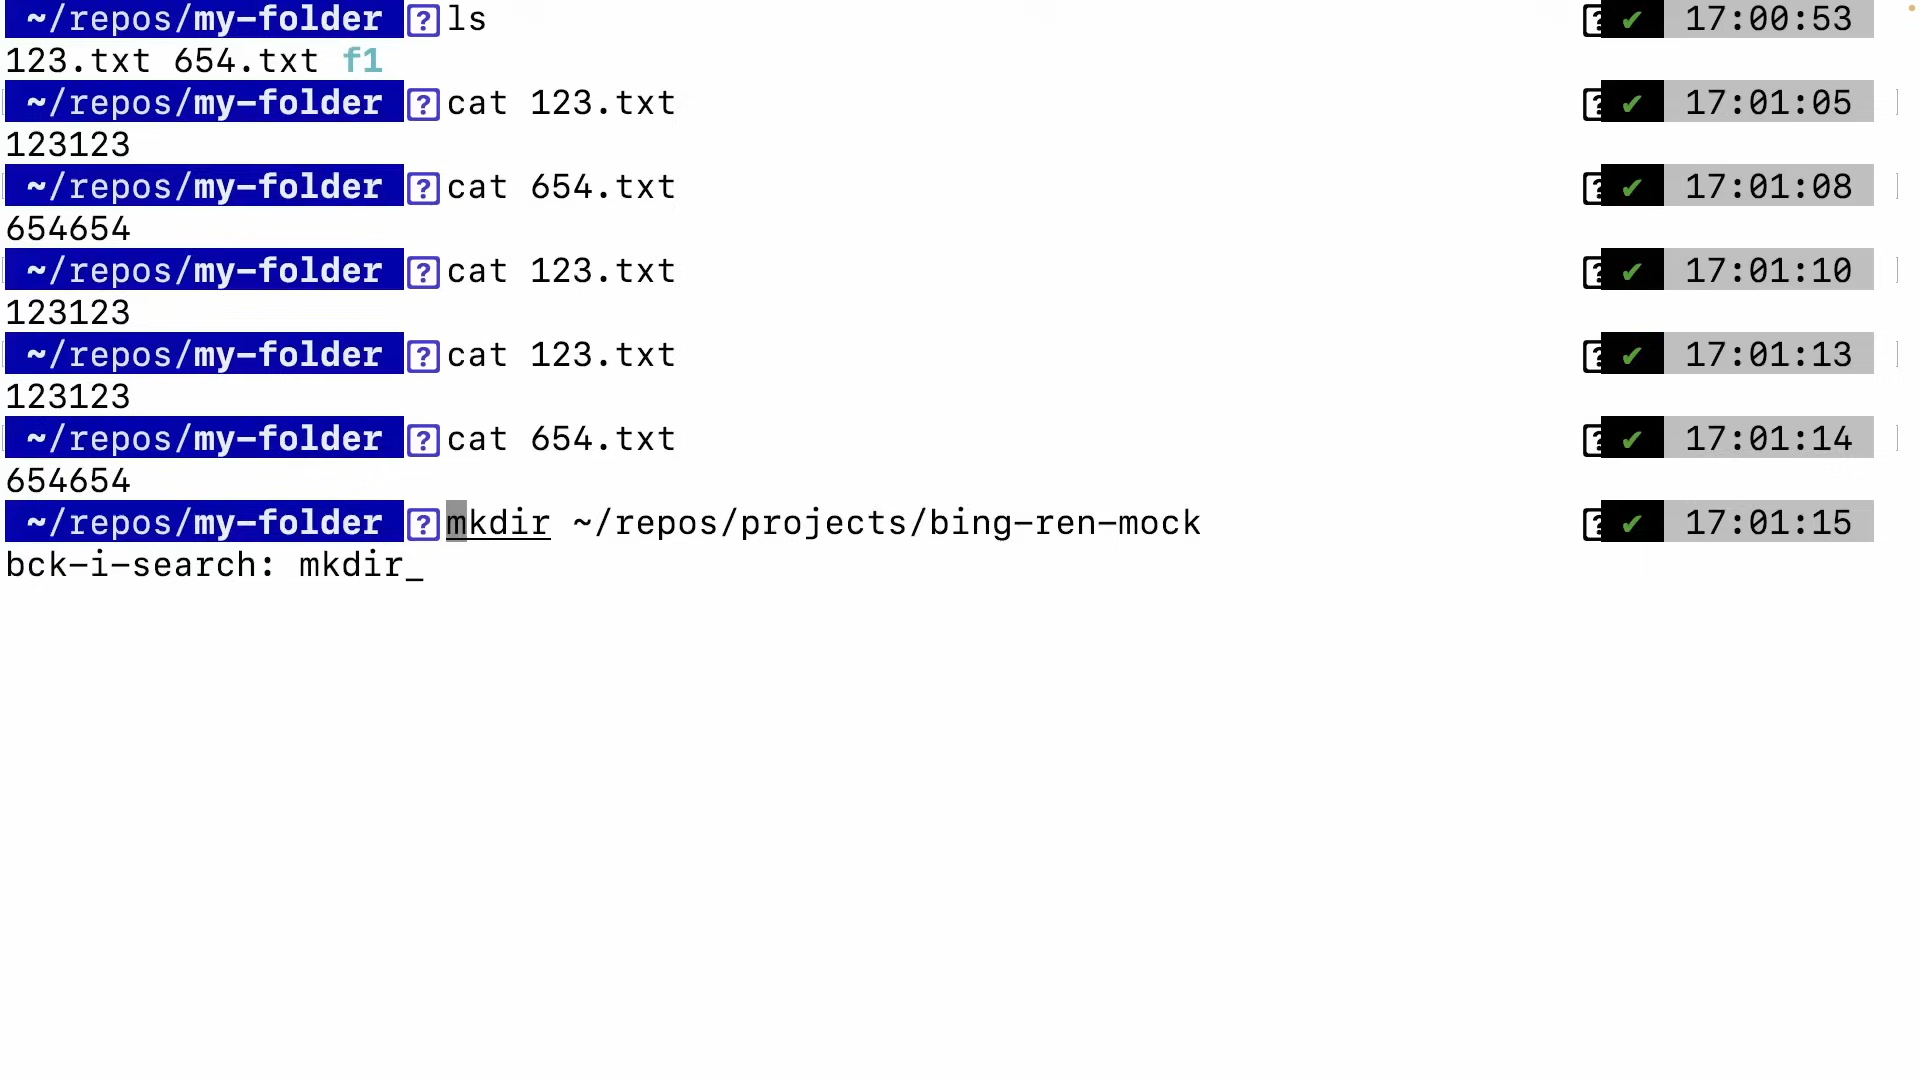 ~/repos/my-folder ? ls ? ✔ 17:00:53
123.txt 654.txt f1
~/repos/my-folder ? cat 123.txt ? ✔ 17:01:05
123123
~/repos/my-folder ? cat 654.txt ? ✔ 17:01:08
654654
~/repos/my-folder ? cat 123.txt ? ✔ 17:01:10
123123
~/repos/my-folder ? cat 123.txt ? ✔ 17:01:13
123123
~/repos/my-folder ? cat 654.txt ? ✔ 17:01:14
654654
~/repos/my-folder ? mkdir ~/repos/projects/bing-ren-mock ? ✔ 17:01:15
bck-i-search: mkdir_